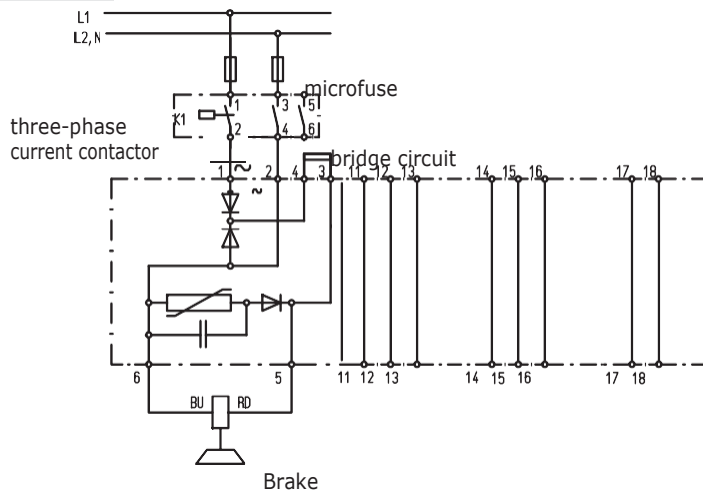 L1
L2, N
microfuse
K1
1 3 5
2 4 6
three-phase
current contactor
bridge circuit
1 2 4 3 11 12 13 14 15 16 17 18
6 5 11 12 13 14 15 16 17 18
BU RD
Brake